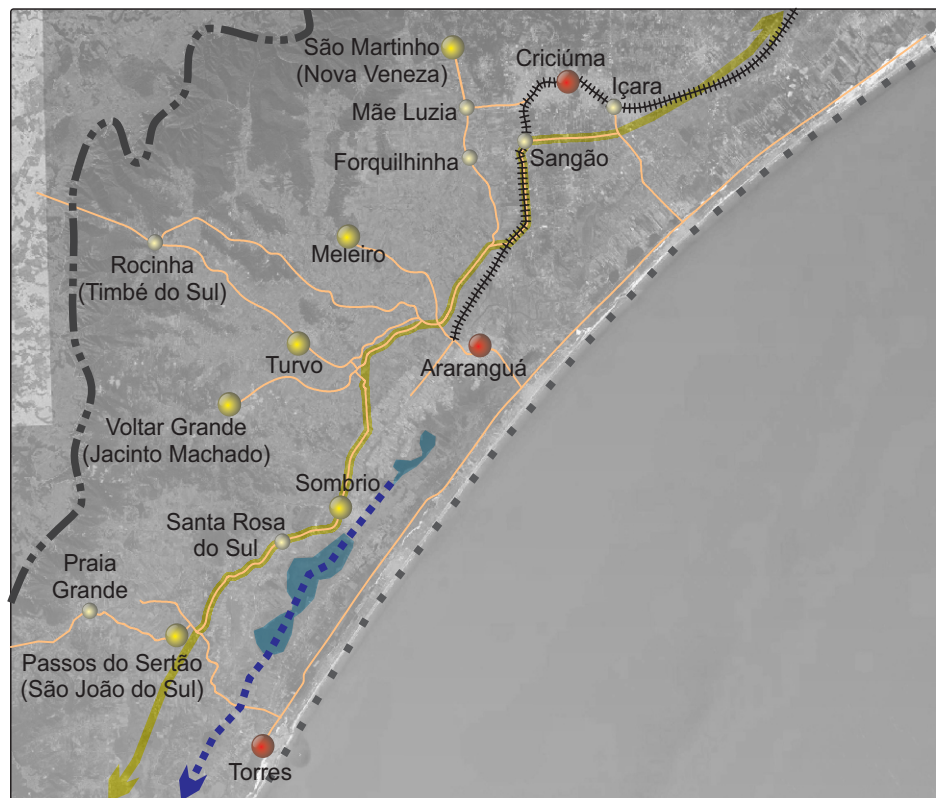 São Martinho
(Nova Veneza)
Criciúma
Içara
Mãe Luzia
Forquilhinha
Sangão
Meleiro
Rocinha
(Timbé do Sul)
Turvo
Araranguá
Voltar Grande
(Jacinto Machado)
Sombrio
Santa Rosa
do Sul
Praia
Grande
Passos do Sertão
(São João do Sul)
Torres